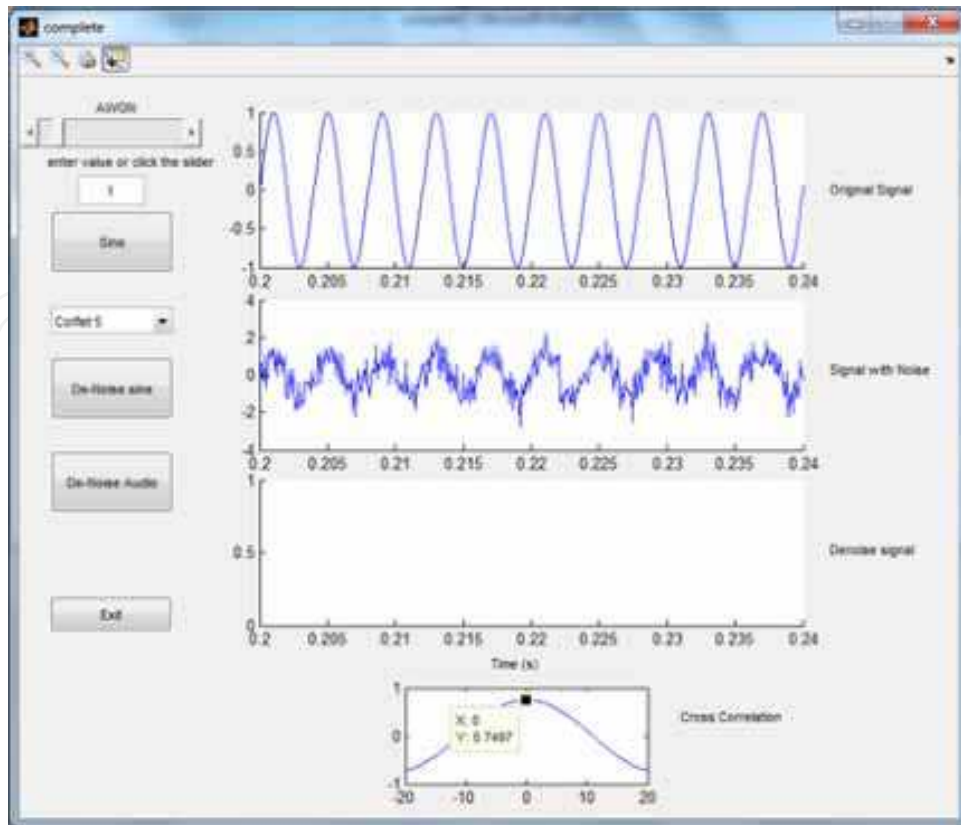 complete
AWGN
enter value or click the slider
1
Sine
Coiflet 5
De-Noise sine
De-Noise Audio
Exit
1
0.5
0
-0.5
-1
0.2 0.205 0.21 0.215 0.22 0.225 0.23 0.235 0.24
Original Signal
4
2
0
-2
-4
0.2 0.205 0.21 0.215 0.22 0.225 0.23 0.235 0.24
Signal with Noise
1
0.5
0
0.2 0.205 0.21 0.215 0.22 0.225 0.23 0.235 0.24
Denoise signal
Time (s)
1
0
-1
X: 0
Y: 0.7497
-20 -10 0 10 20
Cross Correlation